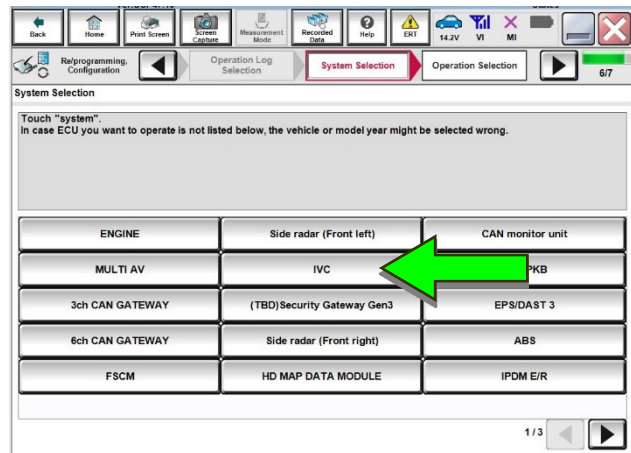 Back
Home
Print Screen
Screen Capture
Measurement Mode
Recorded Data
Help
ERT
14.2V
VI
MI
Re/programming, Configuration
Operation Log Selection
System Selection
Operation Selection
6/7
System Selection
Touch "system".
In case ECU you want to operate is not listed below, the vehicle or model year might be selected wrong.
ENGINE
Side radar (Front left)
CAN monitor unit
MULTI AV
IVC
PKB
3ch CAN GATEWAY
(TBD)Security Gateway Gen3
EPS/DAST 3
6ch CAN GATEWAY
Side radar (Front right)
ABS
FSCM
HD MAP DATA MODULE
IPDM E/R
1/3